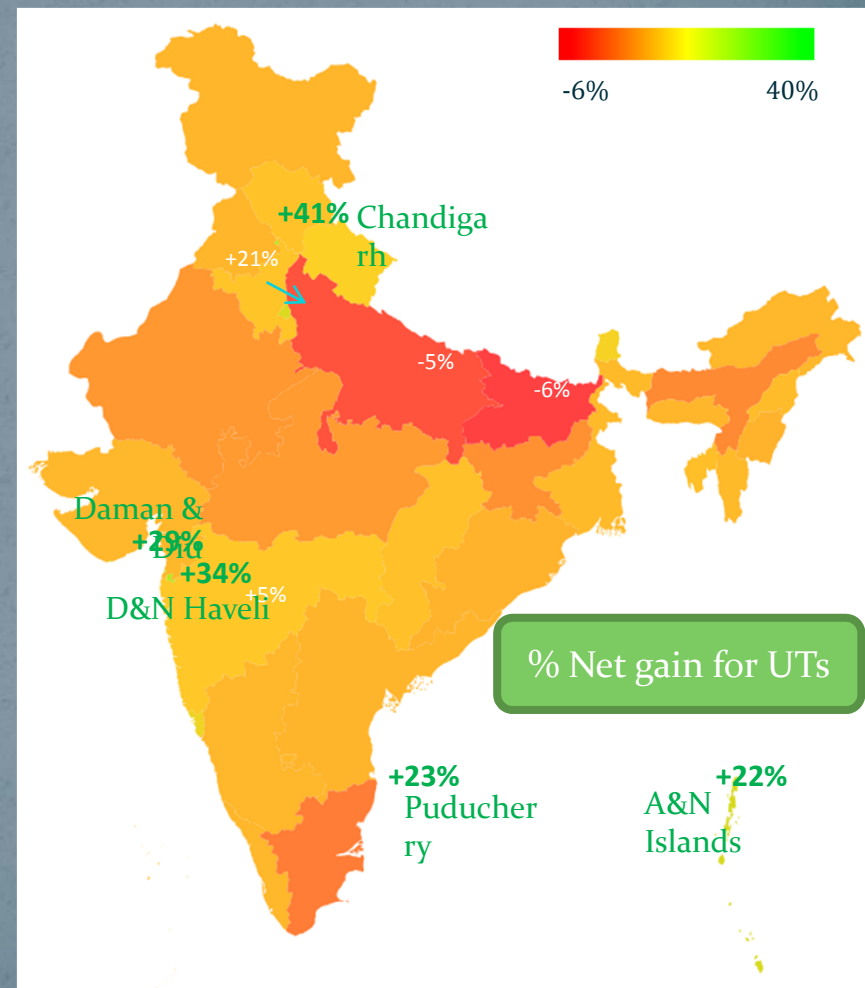 -6%
40%
+41%
Chandiga
rh
+21%
-5%
-6%
Daman &
Diu
+29%
+34%
+5%
D&N Haveli
% Net gain for UTs
+23%
Puducher
ry
+22%
A&N
Islands